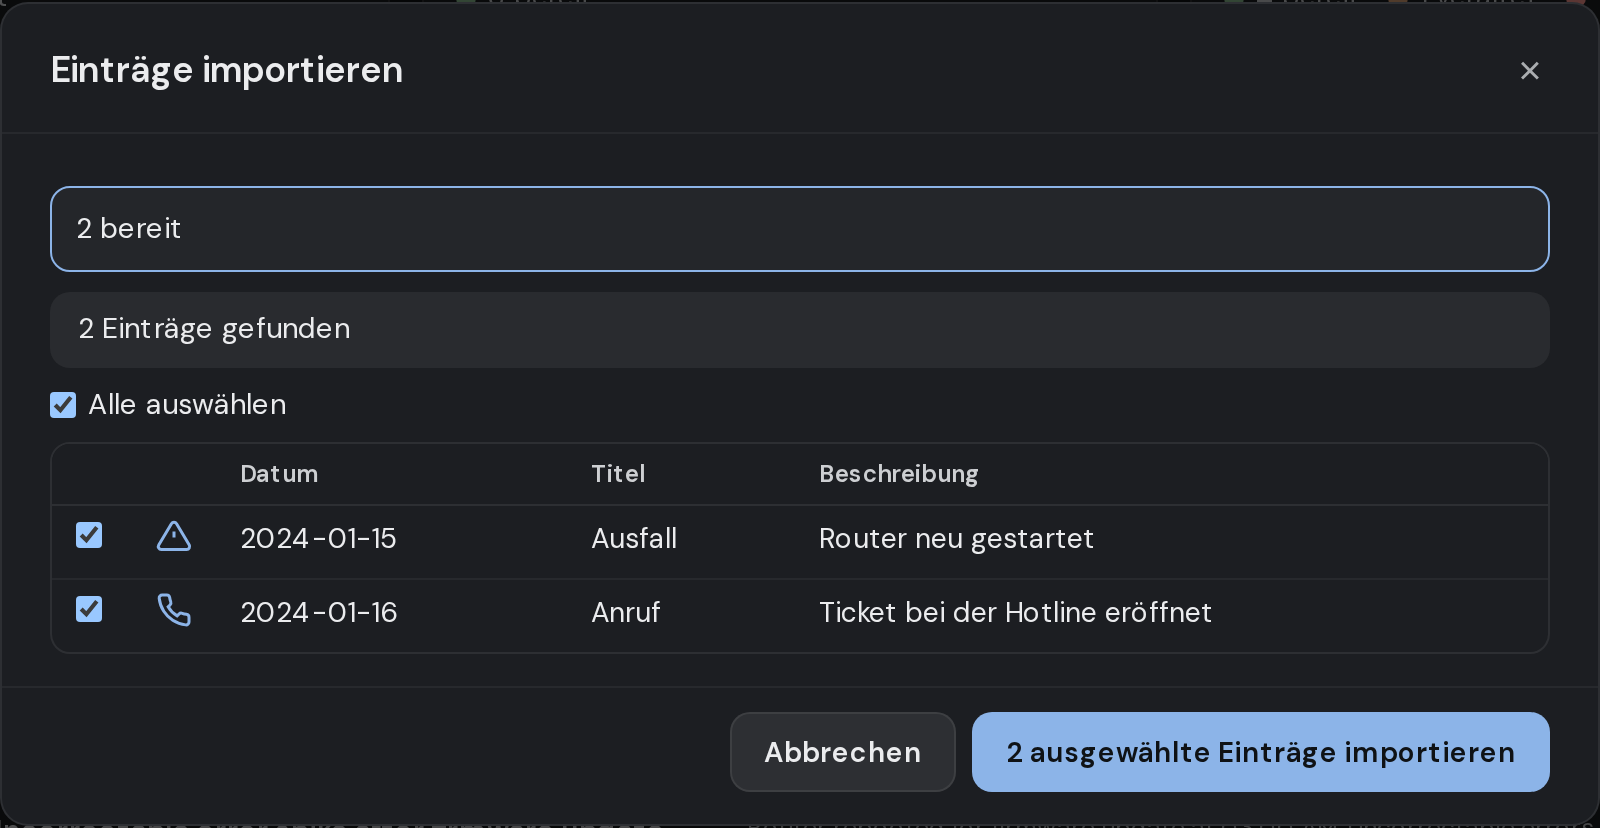 Einträge importieren
2 bereit
2 Einträge gefunden
Alle auswählen
Datum Titel Beschreibung
2024-01-15 Ausfall Router neu gestartet
2024-01-16 Anruf Ticket bei der Hotline eröffnet
Abbrechen 2 ausgewählte Einträge importieren